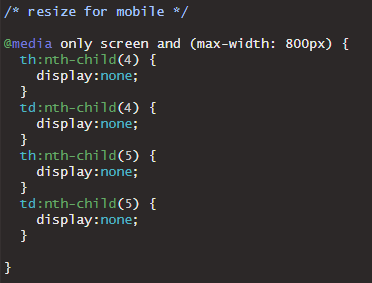 /* resize for mobile */

@media only screen and (max-width: 800px) {
  th:nth-child(4) {
    display:none;
  }
  td:nth-child(4) {
    display:none;
  }
  th:nth-child(5) {
    display:none;
  }
  td:nth-child(5) {
    display:none;
  }

}